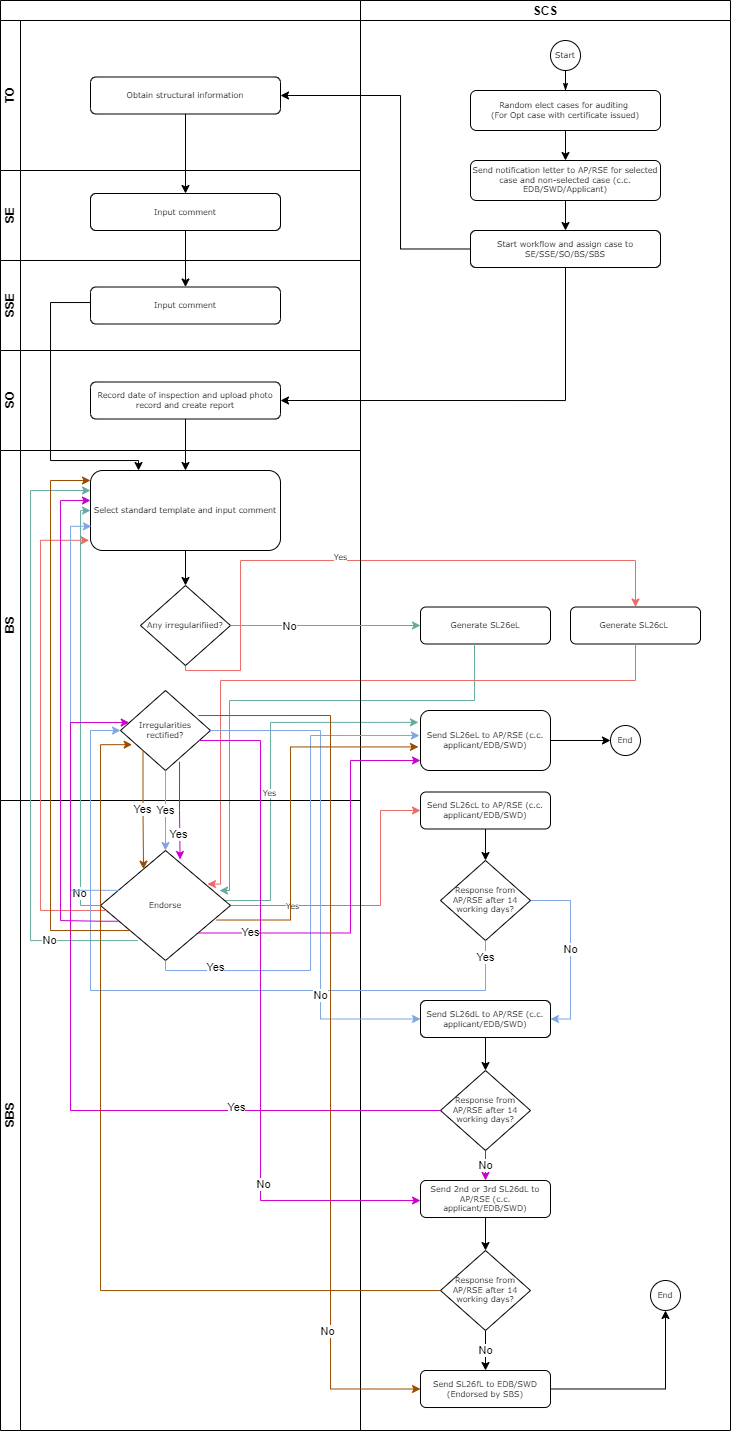 SCS
TO
Start
Obtain structural information
Random elect cases for auditing
(For Opt case with certificate issued)
Send notification letter to AP/RSE for selected
case and non-selected case (c.c.
EDB/SWD/Applicant)
SE
Input comment
Start workflow and assign case to
SE/SSE/SO/BS/SBS
SSE
Input comment
SO
Record date of inspection and upload photo
record and create report
BS
Select standard template and input comment
Yes
Any irregularifiied?
No
Generate SL26eL
Generate SL26cL
Irregularities
rectified?
Send SL26eL to AP/RSE (c.c.
applicant/EDB/SWD)
End
Yes
SBS
Send SL26cL to AP/RSE (c.c.
applicant/EDB/SWD)
Yes
Yes
Yes
No
Endorse
Yes
Response from
AP/RSE after 14
working days?
No
Yes
No
Yes
Yes
No
Send SL26dL to AP/RSE (c.c.
applicant/EDB/SWD)
Response from
AP/RSE after 14
working days?
Yes
No
No
Send 2nd or 3rd SL26dL to
AP/RSE (c.c.
applicant/EDB/SWD)
Response from
AP/RSE after 14
working days?
End
No
No
Send SL26fL to EDB/SWD
(Endorsed by SBS)